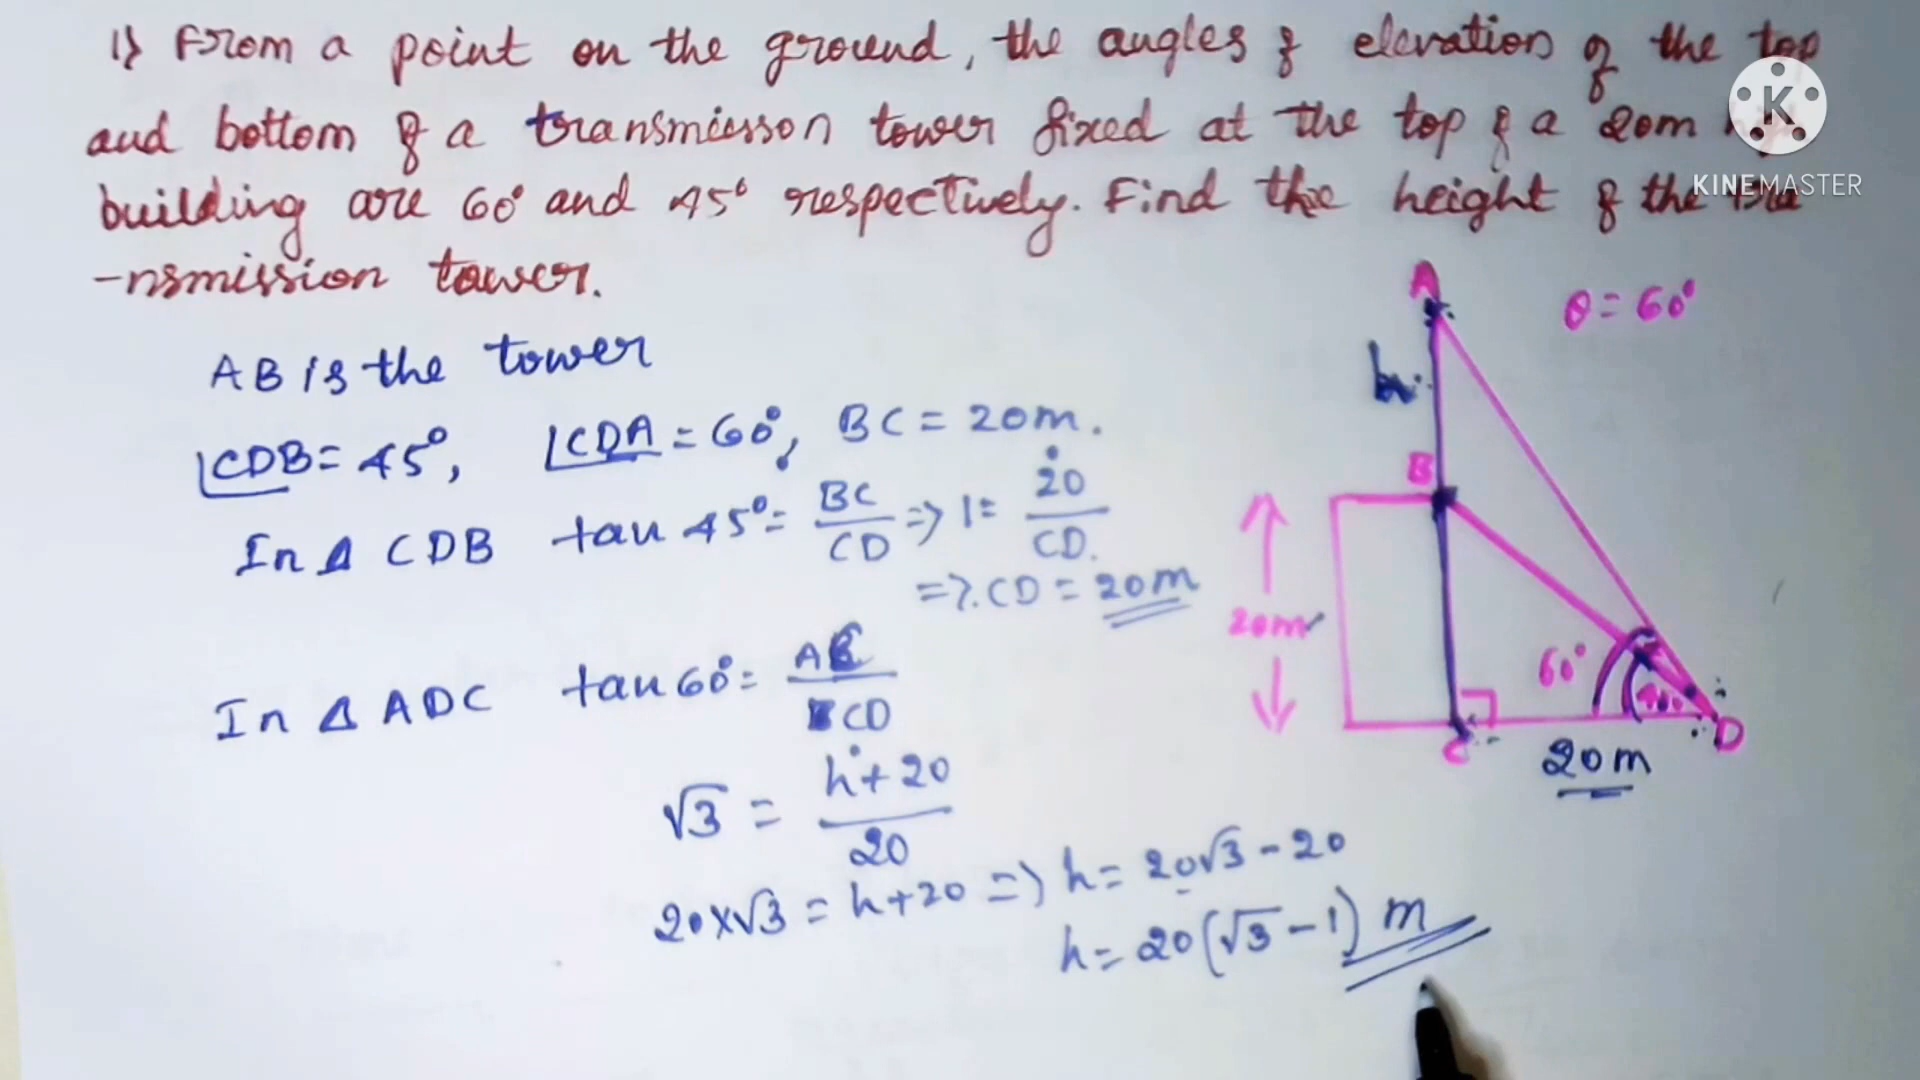 1) From a point on the ground, the angles of elevation of the top
and bottom of a transmisson tower fixed at the top of a 20m
building are 60° and 45° respectively. Find the height of the tra
-nsmission tower.
AB is the tower
∠CDB = 45°, ∠CDA = 60°, BC = 20m.
In Δ CDB tan 45° = BC/CD => 1 = 20/CD.
=> CD = 20m
In Δ ADC tan 60° = AC/CD
√3 = h+20/20
20×√3 = h+20 => h = 20√3 - 20
h = 20(√3 - 1) m
A
θ = 60°
h
B
20m
60°
C
D
20m
K
KINEMASTER